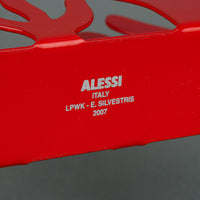 ALESSI
ITALY
LPWK - E. SILVESTRIS
2007